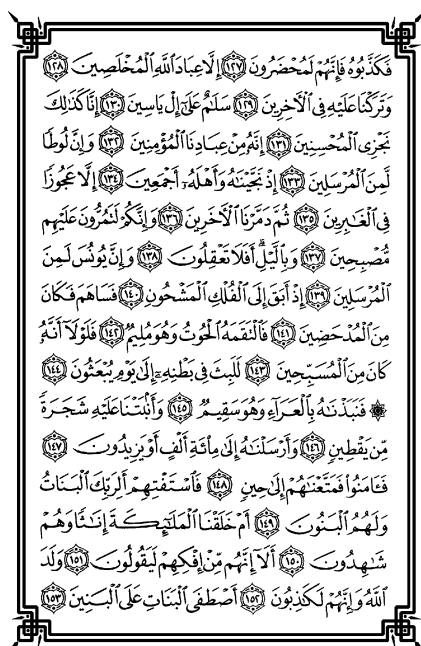 فَكَذَّبُوهُ فَإِنَّهُمْ لَمُحْضَرُونَ ١٢٧ إِلَّا عِبَادَ اللَّهِ الْمُخْلَصِينَ ١٢٨
وَتَرَكْنَا عَلَيْهِ فِي الْآخِرِينَ ١٢٩ سَلَامٌ عَلَىٰ إِلْ يَاسِينَ ١٣٠ إِنَّا كَذَٰلِكَ
نَجْزِي الْمُحْسِنِينَ ١٣١ إِنَّهُ مِنْ عِبَادِنَا الْمُؤْمِنِينَ ١٣٢ وَإِنَّ لُوطًا
لَّمِنَ الْمُرْسَلِينَ ١٣٣ إِذْ نَجَّيْنَاهُ وَأَهْلَهُ أَجْمَعِينَ ١٣٤ إِلَّا عَجُوزًا
فِي الْغَابِرِينَ ١٣٥ ثُمَّ دَمَّرْنَا الْآخَرِينَ ١٣٦ وَإِنَّكُمْ لَتَمُرُّونَ عَلَيْهِم
مُّصْبِحِينَ ١٣٧ وَبِاللَّيْلِ ۗ أَفَلَا تَعْقِلُونَ ١٣٨ وَإِنَّ يُونُسَ لَمِنَ
الْمُرْسَلِينَ ١٣٩ إِذْ أَبَقَ إِلَى الْفُلْكِ الْمَشْحُونِ ١٤٠ فَسَاهَمَ فَكَانَ
مِنَ الْمُدْحَضِينَ ١٤١ فَالْتَقَمَهُ الْحُوتُ وَهُوَ مُلِيمٌ ١٤٢ فَلَوْلَا أَنَّهُ
كَانَ مِنَ الْمُسَبِّحِينَ ١٤٣ لَلَبِثَ فِي بَطْنِهِ إِلَىٰ يَوْمِ يُبْعَثُونَ ١٤٤
۞ فَنَبَذْنَاهُ بِالْعَرَاءِ وَهُوَ سَقِيمٌ ١٤٥ وَأَنبَتْنَا عَلَيْهِ شَجَرَةً
مِّن يَقْطِينٍ ١٤٦ وَأَرْسَلْنَاهُ إِلَىٰ مِائَةِ أَلْفٍ أَوْ يَزِيدُونَ ١٤٧
فَآمَنُوا فَمَتَّعْنَاهُمْ إِلَىٰ حِينٍ ١٤٨ فَاسْتَفْتِهِمْ أَلِرَبِّكَ الْبَنَاتُ
وَلَهُمُ الْبَنُونَ ١٤٩ أَمْ خَلَقْنَا الْمَلَائِكَةَ إِنَاثًا وَهُمْ
شَاهِدُونَ ١٥٠ أَلَا إِنَّهُم مِّنْ إِفْكِهِمْ لَيَقُولُونَ ١٥١ وَلَدَ
اللَّهُ وَإِنَّهُمْ لَكَاذِبُونَ ١٥٢ أَصْطَفَى الْبَنَاتِ عَلَى الْبَنِينَ ١٥٣